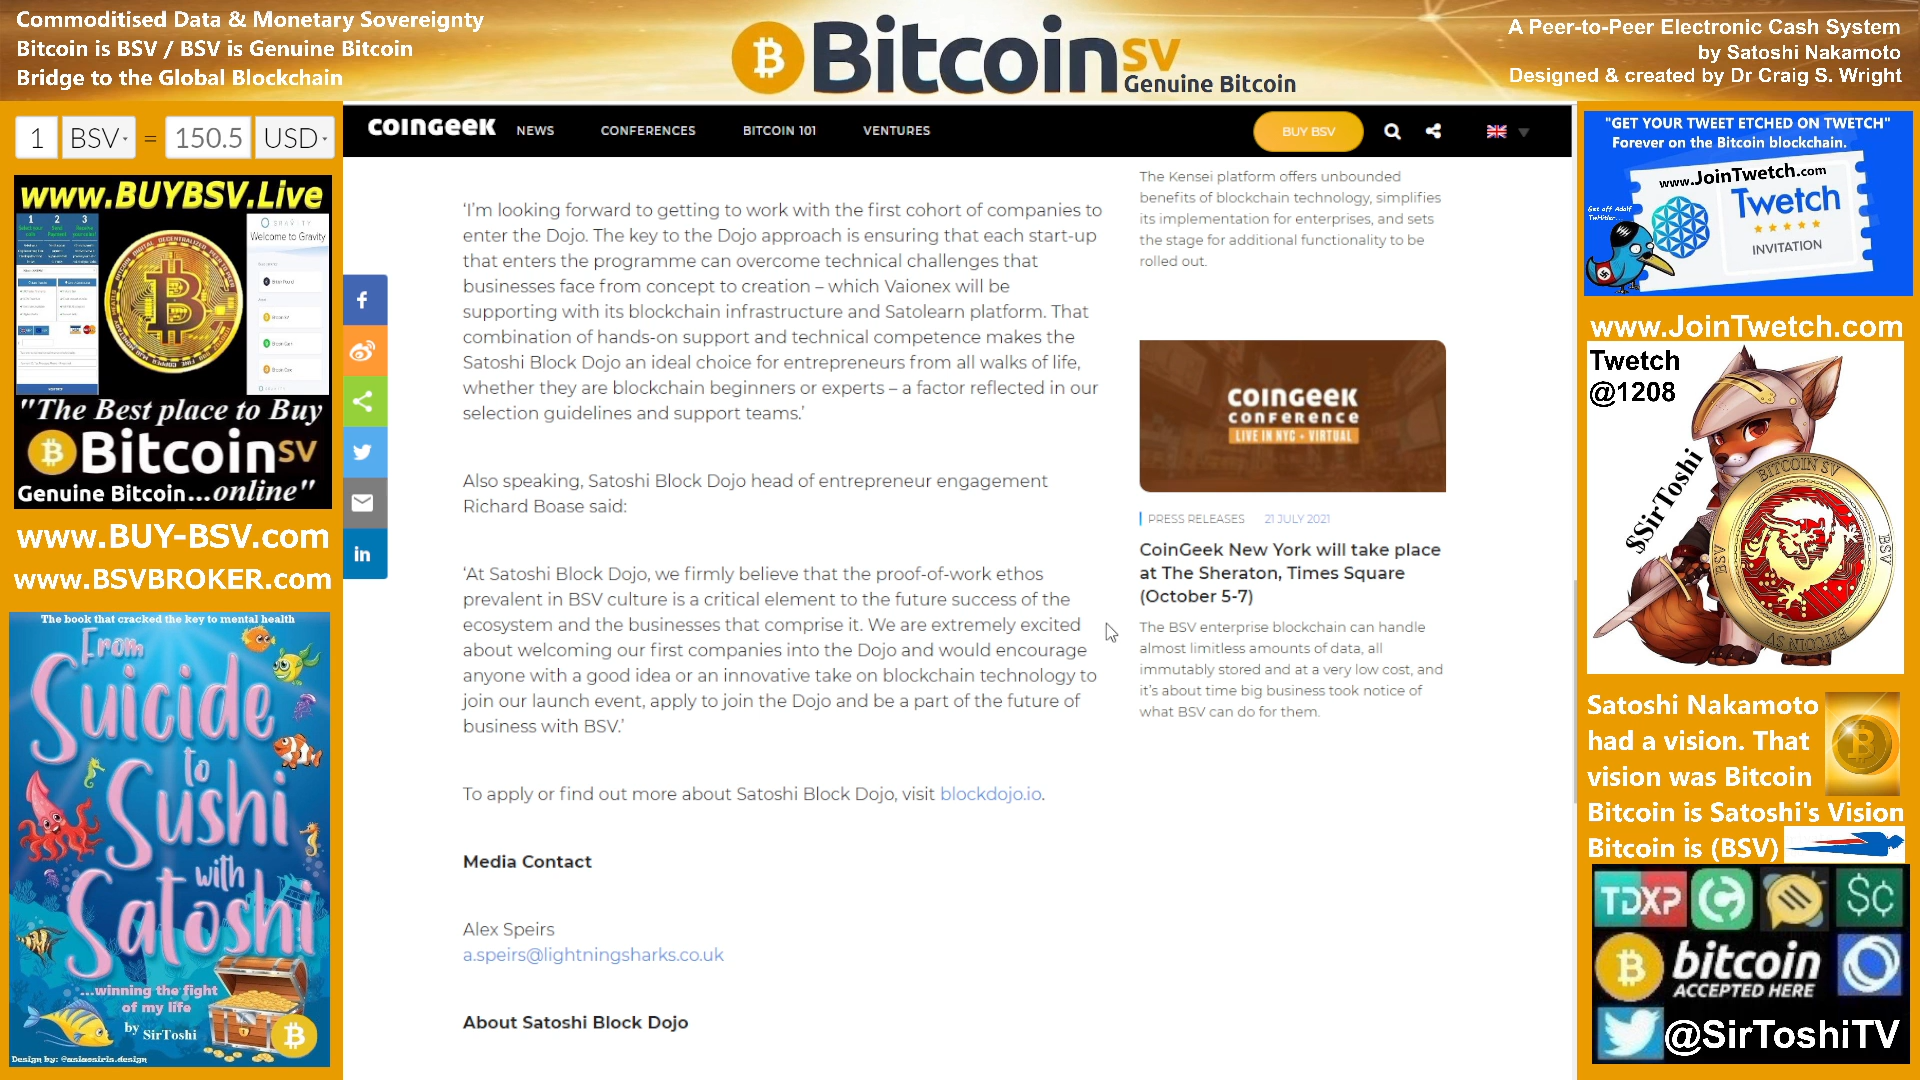 Commoditised Data & Monetary Sovereignty
Bitcoin is BSV / BSV is Genuine Bitcoin
Bridge to the Global Blockchain
BitcoinSV
Genuine Bitcoin
A Peer-to-Peer Electronic Cash System
by Satoshi Nakamoto
Designed & created by Dr Craig S. Wright
1 BSV = 150.5 USD
www.BUYBSV.Live
1 2 3
GRAVITY
Welcome to Gravity
"The Best place to Buy
BitcoinSV
Genuine Bitcoin...online"
www.BUY-BSV.com
www.BSVBROKER.com
The book that cracked the key to mental health
From
Suicide
to
Sushi
with
Satoshi
...winning the fight
of my life
by SirToshi
COINGEEK NEWS CONFERENCES BITCOIN 101 VENTURES BUY BSV
'I'm looking forward to getting to work with the first cohort of companies to
enter the Dojo. The key to the Dojo approach is ensuring that each start-up
that enters the programme can overcome technical challenges that
businesses face from concept to creation – which Vaionex will be
supporting with its blockchain infrastructure and Satolearn platform. That
combination of hands-on support and technical competence makes the
Satoshi Block Dojo an ideal choice for entrepreneurs from all walks of life,
whether they are blockchain beginners or experts – a factor reflected in our
selection guidelines and support teams.'
Also speaking, Satoshi Block Dojo head of entrepreneur engagement
Richard Boase said:
'At Satoshi Block Dojo, we firmly believe that the proof-of-work ethos
prevalent in BSV culture is a critical element to the future success of the
ecosystem and the businesses that comprise it. We are extremely excited
about welcoming our first companies into the Dojo and would encourage
anyone with a good idea or an innovative take on blockchain technology to
join our launch event, apply to join the Dojo and be a part of the future of
business with BSV.'
To apply or find out more about Satoshi Block Dojo, visit blockdojo.io.
Media Contact
Alex Speirs
a.speirs@lightningsharks.co.uk
About Satoshi Block Dojo
The Kensei platform offers unbounded
benefits of blockchain technology, simplifies
its implementation for enterprises, and sets
the stage for additional functionality to be
rolled out.
COINGEEK
CONFERENCE
LIVE IN NYC + VIRTUAL
PRESS RELEASES 21 JULY 2021
CoinGeek New York will take place
at The Sheraton, Times Square
(October 5-7)
The BSV enterprise blockchain can handle
almost limitless amounts of data, all
immutably stored and at a very low cost, and
it's about time big business took notice of
what BSV can do for them.
"GET YOUR TWEET ETCHED ON TWETCH"
Forever on the Bitcoin blockchain.
www.JoinTwetch.com
Twetch
INVITATION
www.JoinTwetch.com
Twetch
@1208
$SirToshi
BITCOIN SV
BSV
BSV
BITCOIN SV
Satoshi Nakamoto
had a vision. That
vision was Bitcoin
Bitcoin is Satoshi's Vision
Bitcoin is (BSV)
TDXP
$c
bitcoin
ACCEPTED HERE
@SirToshiTV